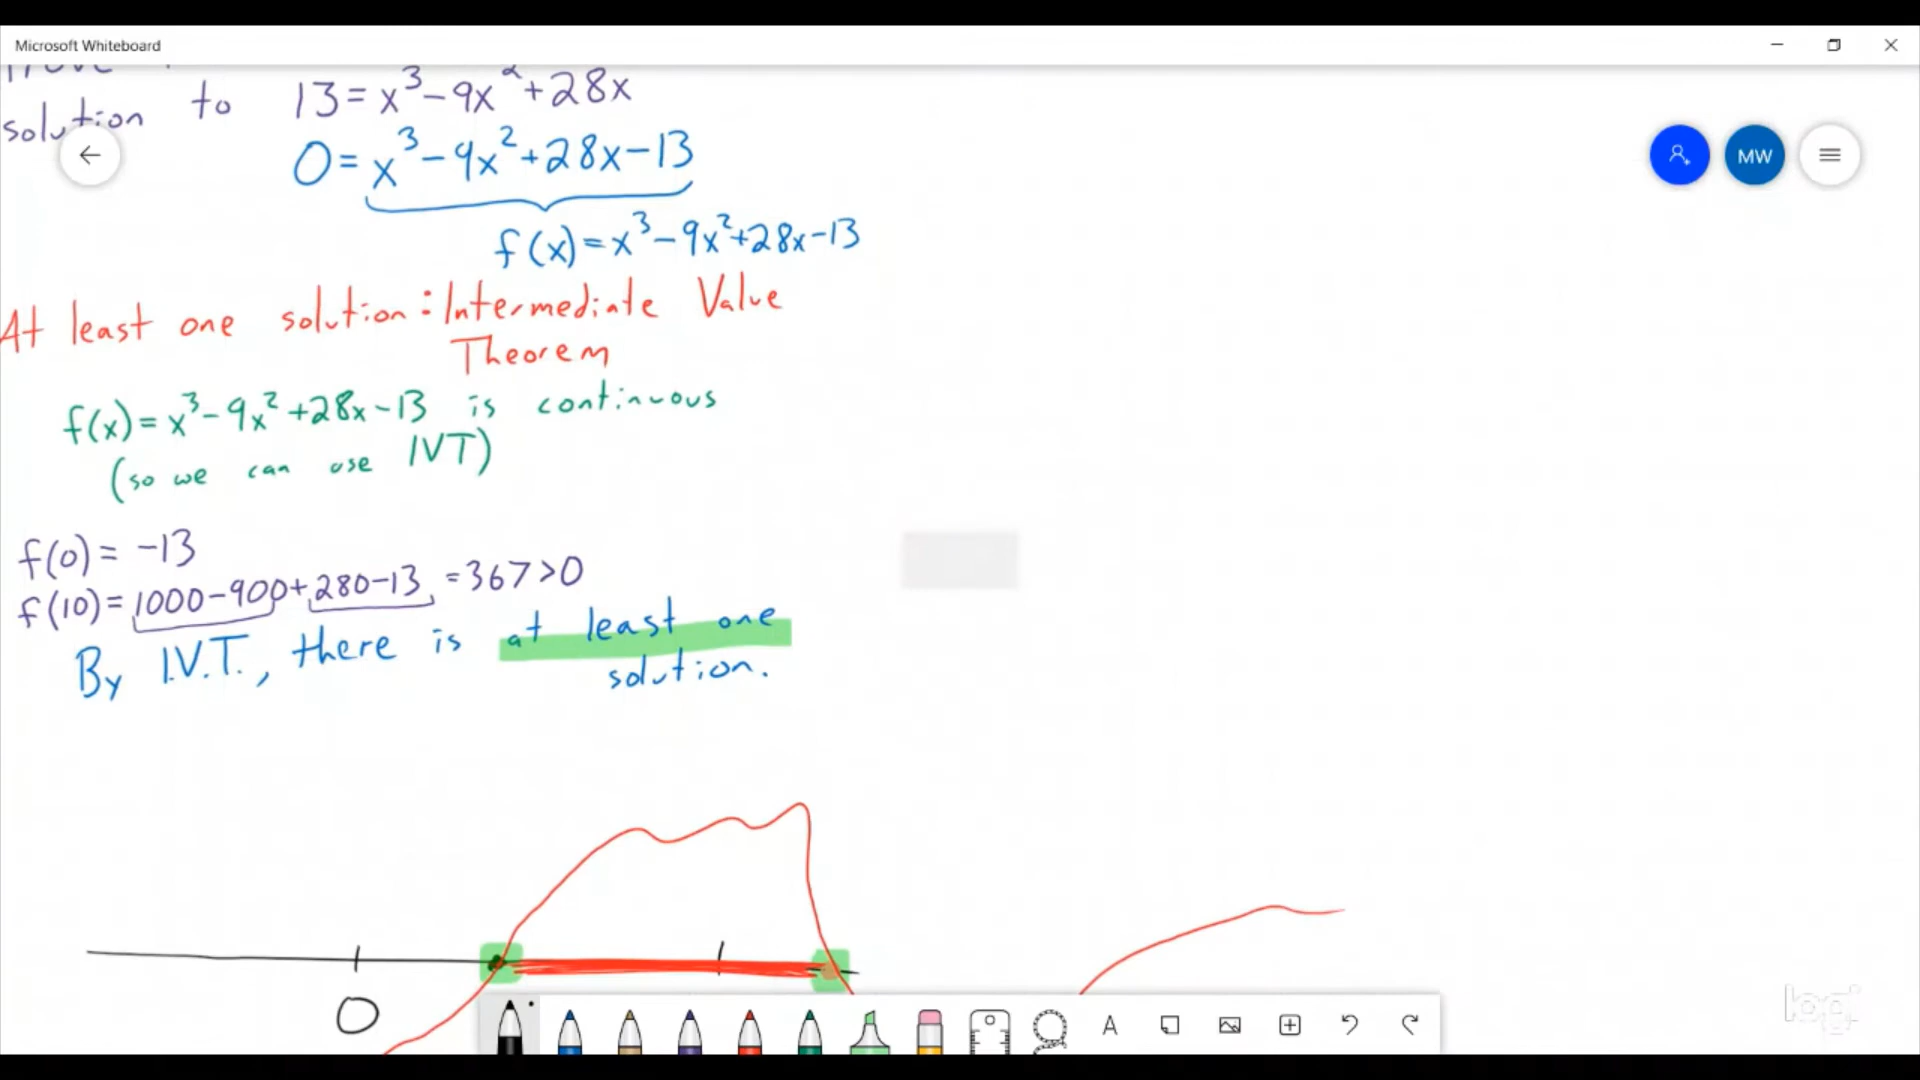 Microsoft Whiteboard
solution to 13 = x³ - 9x² + 28x
0 = x³ - 9x² + 28x - 13
MW
f(x) = x³ - 9x² + 28x - 13
At least one solution: Intermediate Value
Theorem
f(x) = x³ - 9x² + 28x - 13 is continuous
(so we can use IVT)
f(0) = -13
f(10) = 1000 - 900 + 280 - 13 = 367 > 0
By I.V.T., there is at least one
solution.
0
A
logi